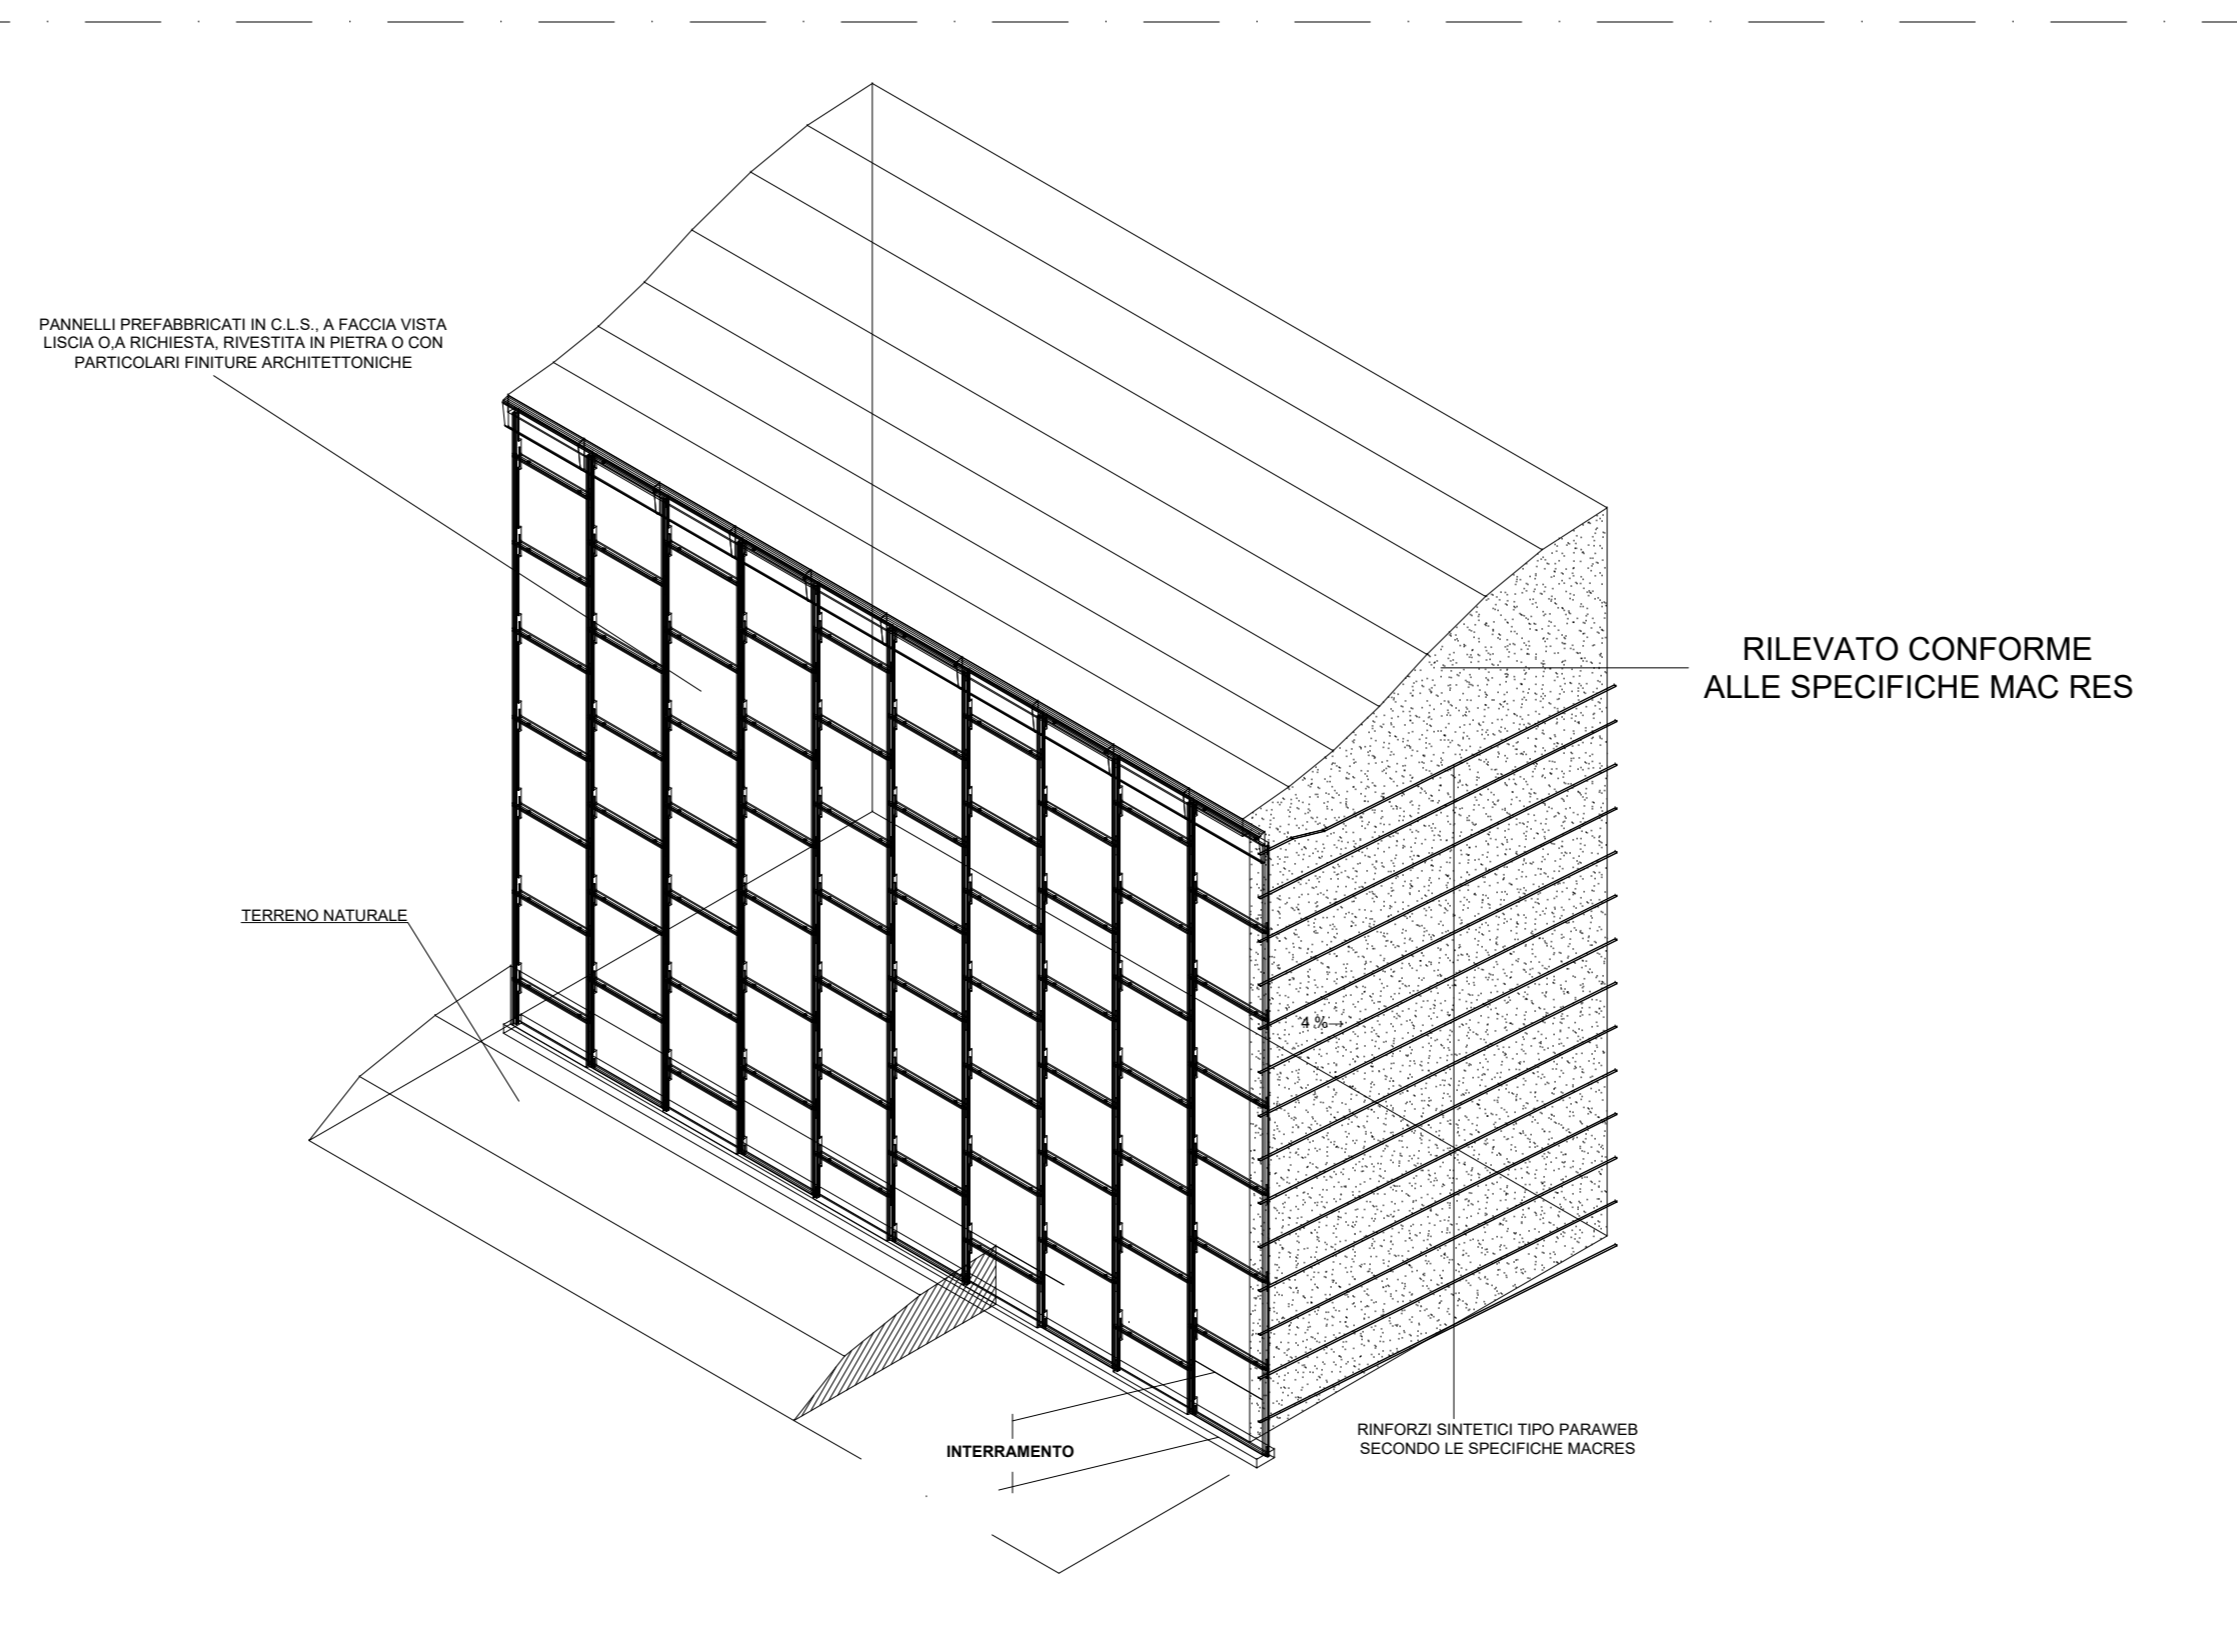 PANNELLI PREFABBRICATI IN C.L.S., A FACCIA VISTA
LISCIA O,A RICHIESTA, RIVESTITA IN PIETRA O CON
PARTICOLARI FINITURE ARCHITETTONICHE
RILEVATO CONFORME
ALLE SPECIFICHE MAC RES
TERRENO NATURALE
4 %→
INTERRAMENTO
RINFORZI SINTETICI TIPO PARAWEB
SECONDO LE SPECIFICHE MACRES